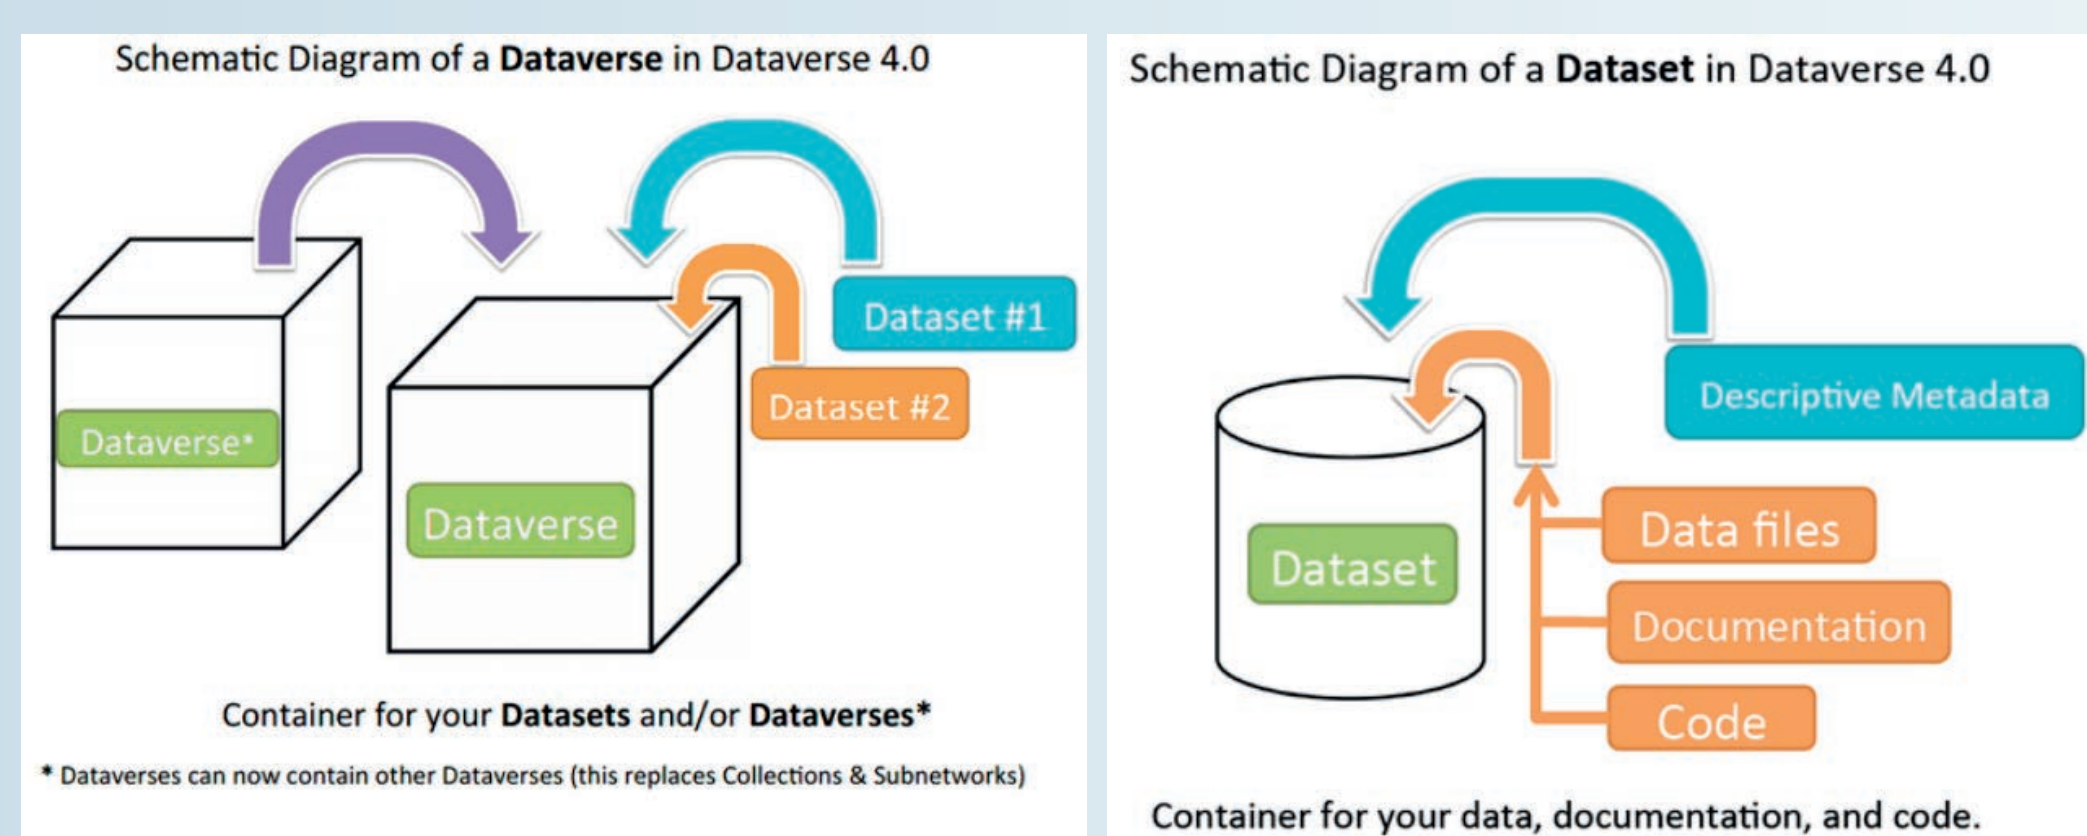 Schematic Diagram of a Dataverse in Dataverse 4.0
Dataset #1
Dataset #2
Dataverse*
Dataverse
Container for your Datasets and/or Dataverses*
* Dataverses can now contain other Dataverses (this replaces Collections & Subnetworks)
Schematic Diagram of a Dataset in Dataverse 4.0
Descriptive Metadata
Data files
Dataset
Documentation
Code
Container for your data, documentation, and code.